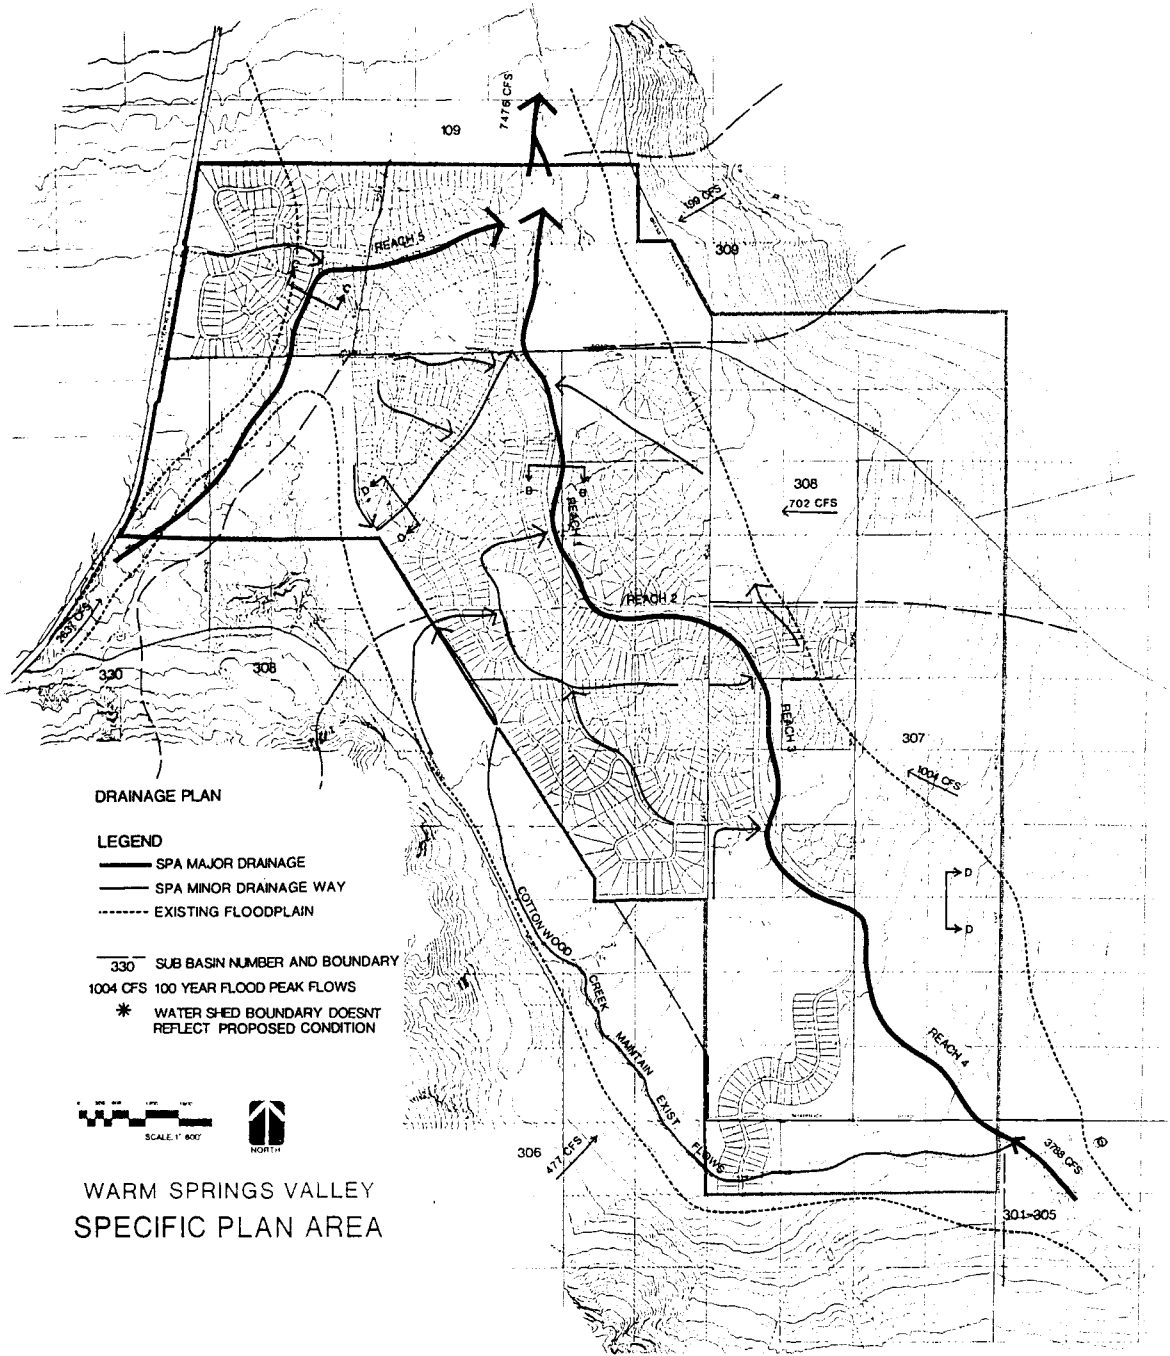 7476 CFS
109
199 CFS
309
REACH 5
C
308
702 CFS
D
D
B
B
REACH 1
REACH 2
330
308
REACH 3
307
1004 CFS
DRAINAGE PLAN
LEGEND
SPA MAJOR DRAINAGE
SPA MINOR DRAINAGE WAY
EXISTING FLOODPLAIN
330 SUB BASIN NUMBER AND BOUNDARY
1004 CFS 100 YEAR FLOOD PEAK FLOWS
* WATER SHED BOUNDARY DOESNT
REFLECT PROPOSED CONDITION
D
D
COTTONWOOD CREEK MAINTAIN EXIST FLOWS
REACH 4
SCALE: 1" 600'
NORTH
306
477 CFS
3788 CFS
301-305
WARM SPRINGS VALLEY
SPECIFIC PLAN AREA